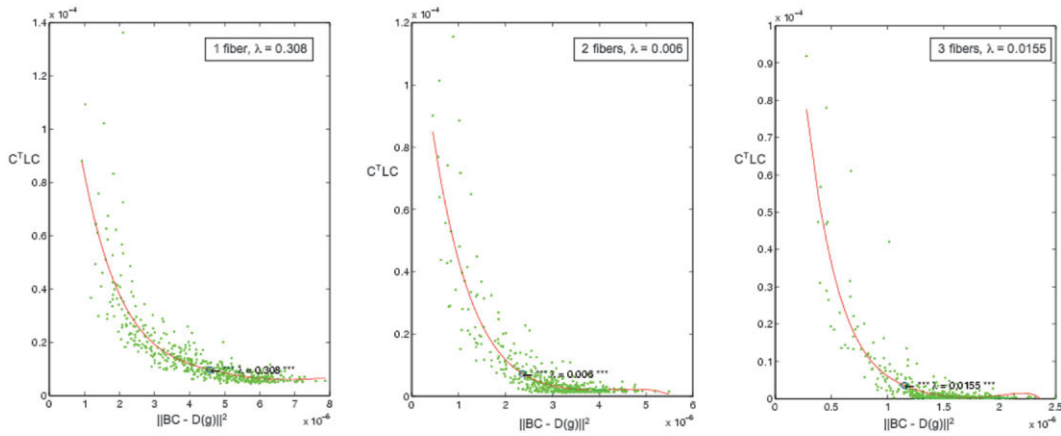 x 10⁻⁴
1.4
1.2
1
0.8
0.6
0.4
0.2
0
CᵀLC
1 fiber, λ = 0.308
*** λ = 0.308 ***
0 1 2 3 4 5 6 7 8
||BC - D(g)||² x 10⁻⁶
x 10⁻⁴
1.2
1
0.8
0.6
0.4
0.2
0
CᵀLC
2 fibers, λ = 0.006
*** λ = 0.006 ***
0 1 2 3 4 5 6
||BC - D(g)||² x 10⁻⁶
x 10⁻⁴
1
0.9
0.8
0.7
0.6
0.5
0.4
0.3
0.2
0.1
0
CᵀLC
3 fibers, λ = 0.0155
*** λ = 0.0155 ***
0 0.5 1 1.5 2 2.5
||BC - D(g)||² x 10⁻⁶